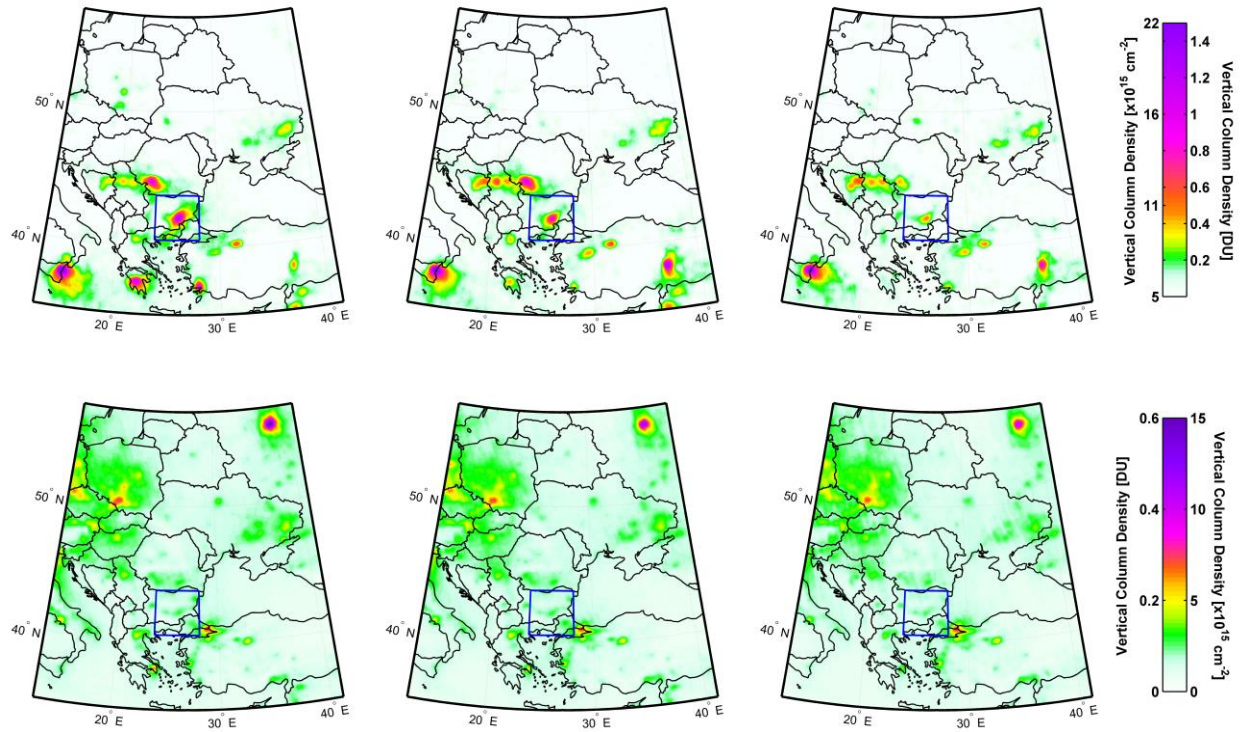 50° N
40° N
20° E
30° E
40° E
50° N
40° N
20° E
30° E
40° E
50° N
40° N
20° E
30° E
40° E
Vertical Column Density [x10¹⁵ cm⁻²]
22
16
11
5
1.4
1.2
1
0.8
0.6
0.4
0.2
Vertical Column Density [DU]
50° N
40° N
20° E
30° E
40° E
50° N
40° N
20° E
30° E
40° E
50° N
40° N
20° E
30° E
40° E
Vertical Column Density [DU]
0.6
0.4
0.2
0
15
10
5
0
Vertical Column Density [x10¹⁵ cm⁻²]